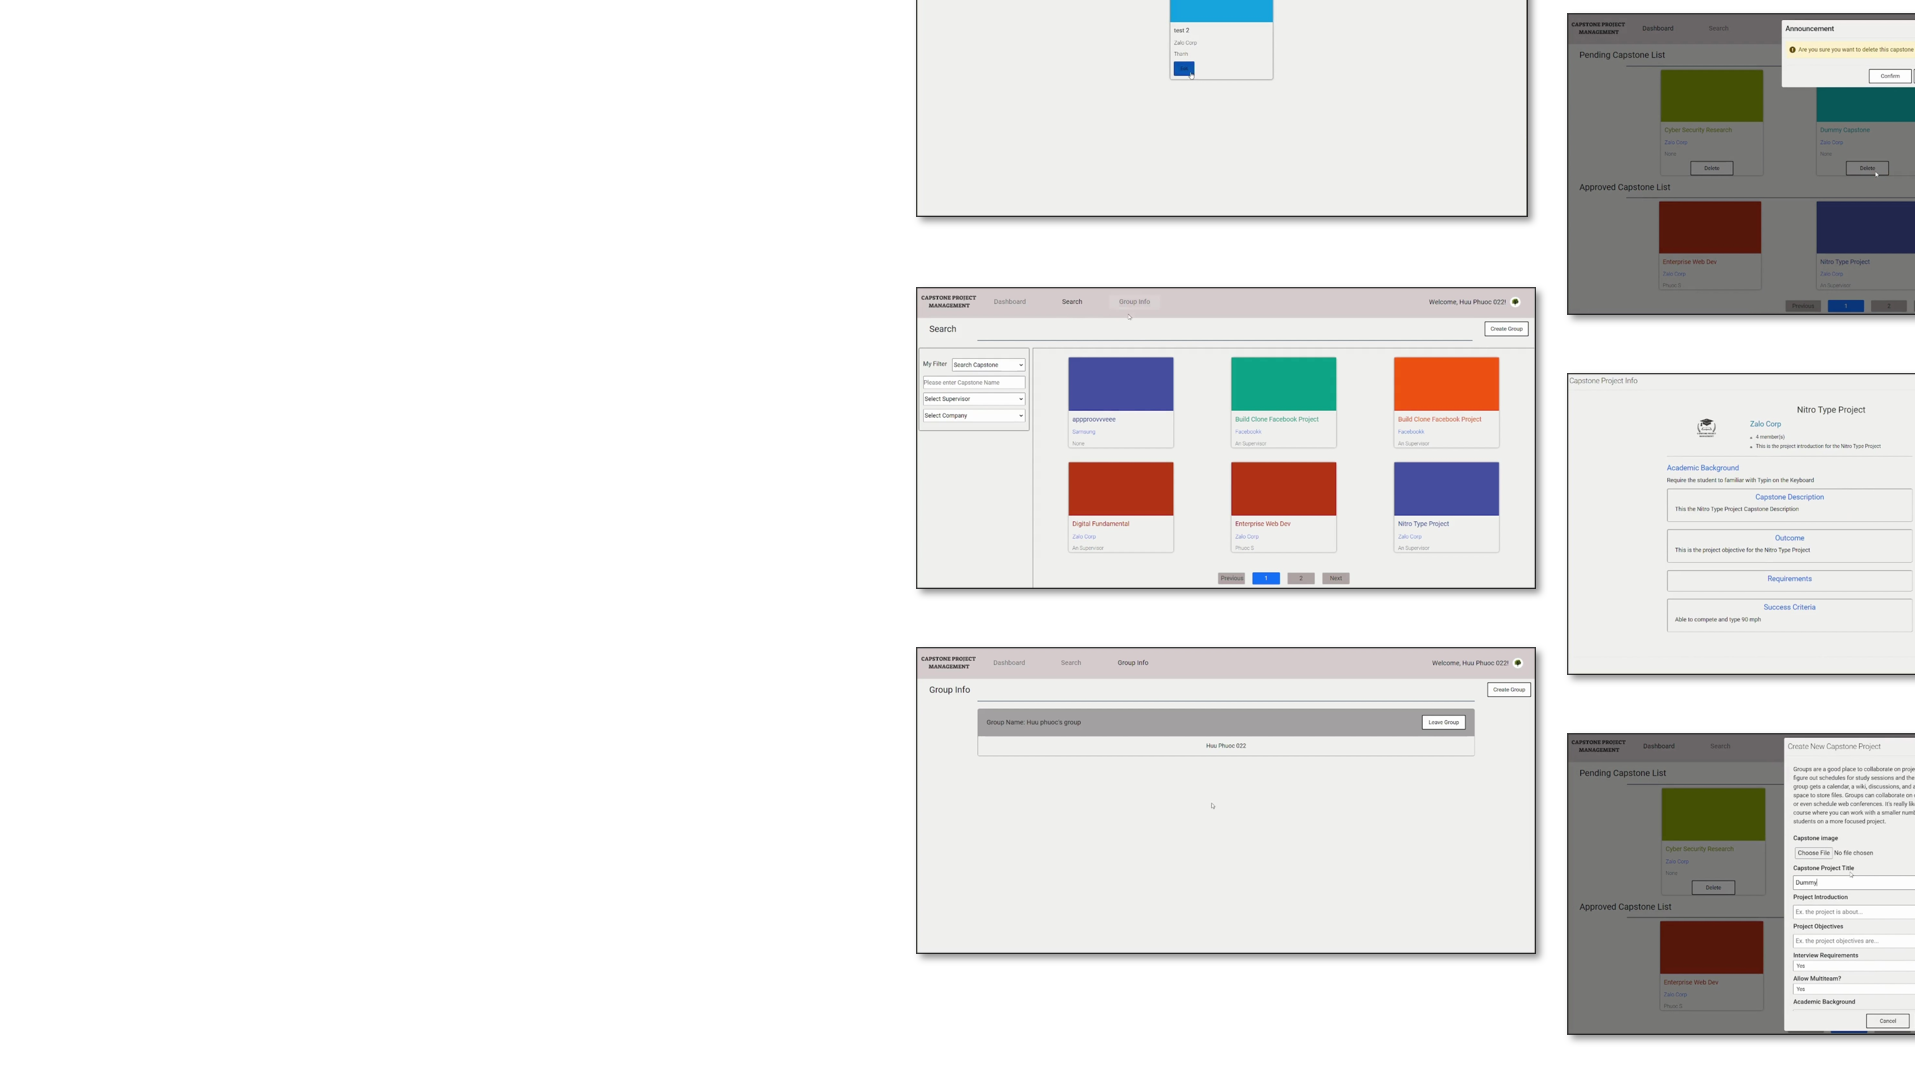 test 2
Zalo Corp
Thorn
CAPSTONE PROJECT
MANAGEMENT
Dashboard
Search
Group Info
Welcome, Huu Phuoc 022!
Search
Create Group
My Filter
Search Capstone
Please enter Capstone Name
Select Supervisor
Select Company
appproovvveee
Samsung
None
Build Clone Facebook Project
Facebookk
An Supervisor
Build Clone Facebook Project
Facebookk
An Supervisor
Digital Fundamental
Zalo Corp
An Supervisor
Enterprise Web Dev
Zalo Corp
Phuoc S
Nitro Type Project
Zalo Corp
An Supervisor
Previous
1
2
Next
CAPSTONE PROJECT
MANAGEMENT
Dashboard
Search
Group Info
Welcome, Huu Phuoc 022!
Group Info
Create Group
Group Name: Huu phuoc's group
Leave Group
Huu Phuoc 022
CAPSTONE PROJECT
MANAGEMENT
Dashboard
Search
Announcement
Are you sure you want to delete this capstone
Confirm
Pending Capstone List
Cyber Security Research
Zalo Corp
None
Delete
Dummy Capstone
Zalo Corp
None
Delete
Approved Capstone List
Enterprise Web Dev
Zalo Corp
Phuoc S
Nitro Type Project
Zalo Corp
An Supervisor
Previous
1
2
Capstone Project Info
Nitro Type Project
Zalo Corp
4 member(s)
This is the project introduction for the Nitro Type Project
Academic Background
Require the student to familiar with Typin on the Keyboard
Capstone Description
This the Nitro Type Project Capstone Description
Outcome
This is the project objective for the Nitro Type Project
Requirements
Success Criteria
Able to compete and type 90 mph
CAPSTONE PROJECT
MANAGEMENT
Dashboard
Search
Pending Capstone List
Cyber Security Research
Zalo Corp
None
Delete
Approved Capstone List
Enterprise Web Dev
Zalo Corp
Phuoc S
Create New Capstone Project
Groups are a good place to collaborate on proje
figure out schedules for study sessions and the
group gets a calendar, a wiki, discussions, and a
space to store files. Groups can collaborate on
or even schedule web conferences. It's really lik
course where you can work with a smaller num
students on a more focused project.
Capstone image
Choose File No file chosen
Capstone Project Title
Dummy
Project Introduction
Ex. the project is about...
Project Objectives
Ex. the project objectives are...
Interview Requirements
Yes
Allow Multiteam?
Yes
Academic Background
Cancel